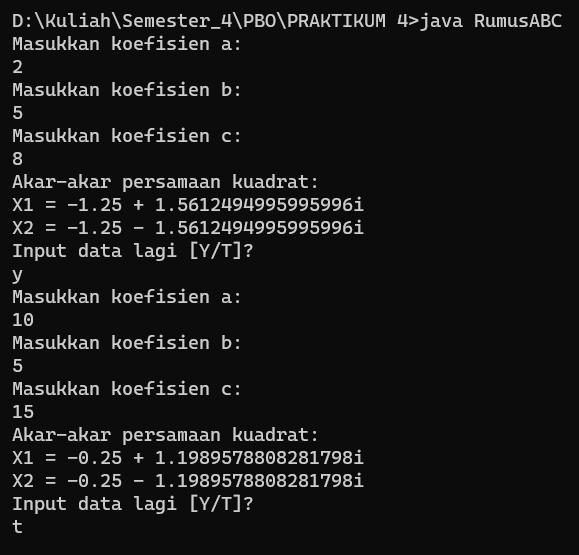 D:\Kuliah\Semester_4\PBO\PRAKTIKUM 4>java RumusABC
Masukkan koefisien a:
2
Masukkan koefisien b:
5
Masukkan koefisien c:
8
Akar-akar persamaan kuadrat:
X1 = -1.25 + 1.5612494995995996i
X2 = -1.25 - 1.5612494995995996i
Input data lagi [Y/T]?
y
Masukkan koefisien a:
10
Masukkan koefisien b:
5
Masukkan koefisien c:
15
Akar-akar persamaan kuadrat:
X1 = -0.25 + 1.1989578808281798i
X2 = -0.25 - 1.1989578808281798i
Input data lagi [Y/T]?
t